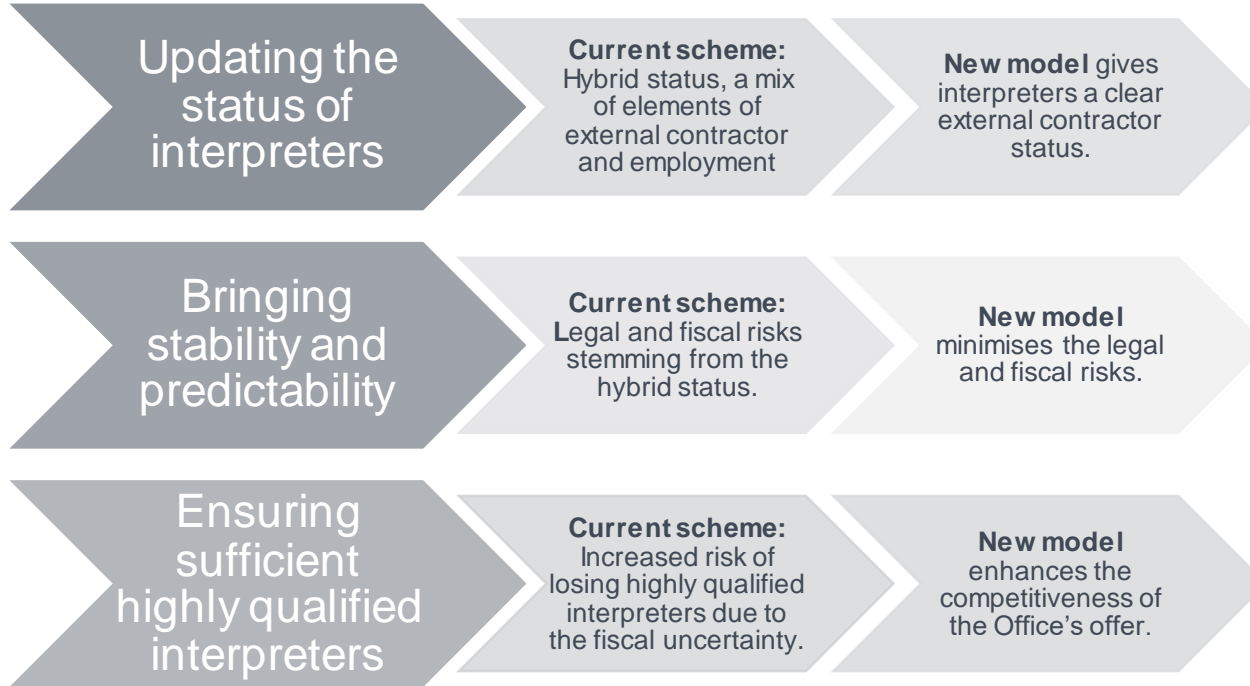 Updating the
status of
interpreters
Current scheme:
Hybrid status, a mix
of elements of
external contractor
and employment
New model gives
interpreters a clear
external contractor
status.
Bringing
stability and
predictability
Current scheme:
Legal and fiscal risks
stemming from the
hybrid status.
New model
minimises the legal
and fiscal risks.
Ensuring
sufficient
highly qualified
interpreters
Current scheme:
Increased risk of
losing highly qualified
interpreters due to
the fiscal uncertainty.
New model
enhances the
competitiveness of
the Office's offer.